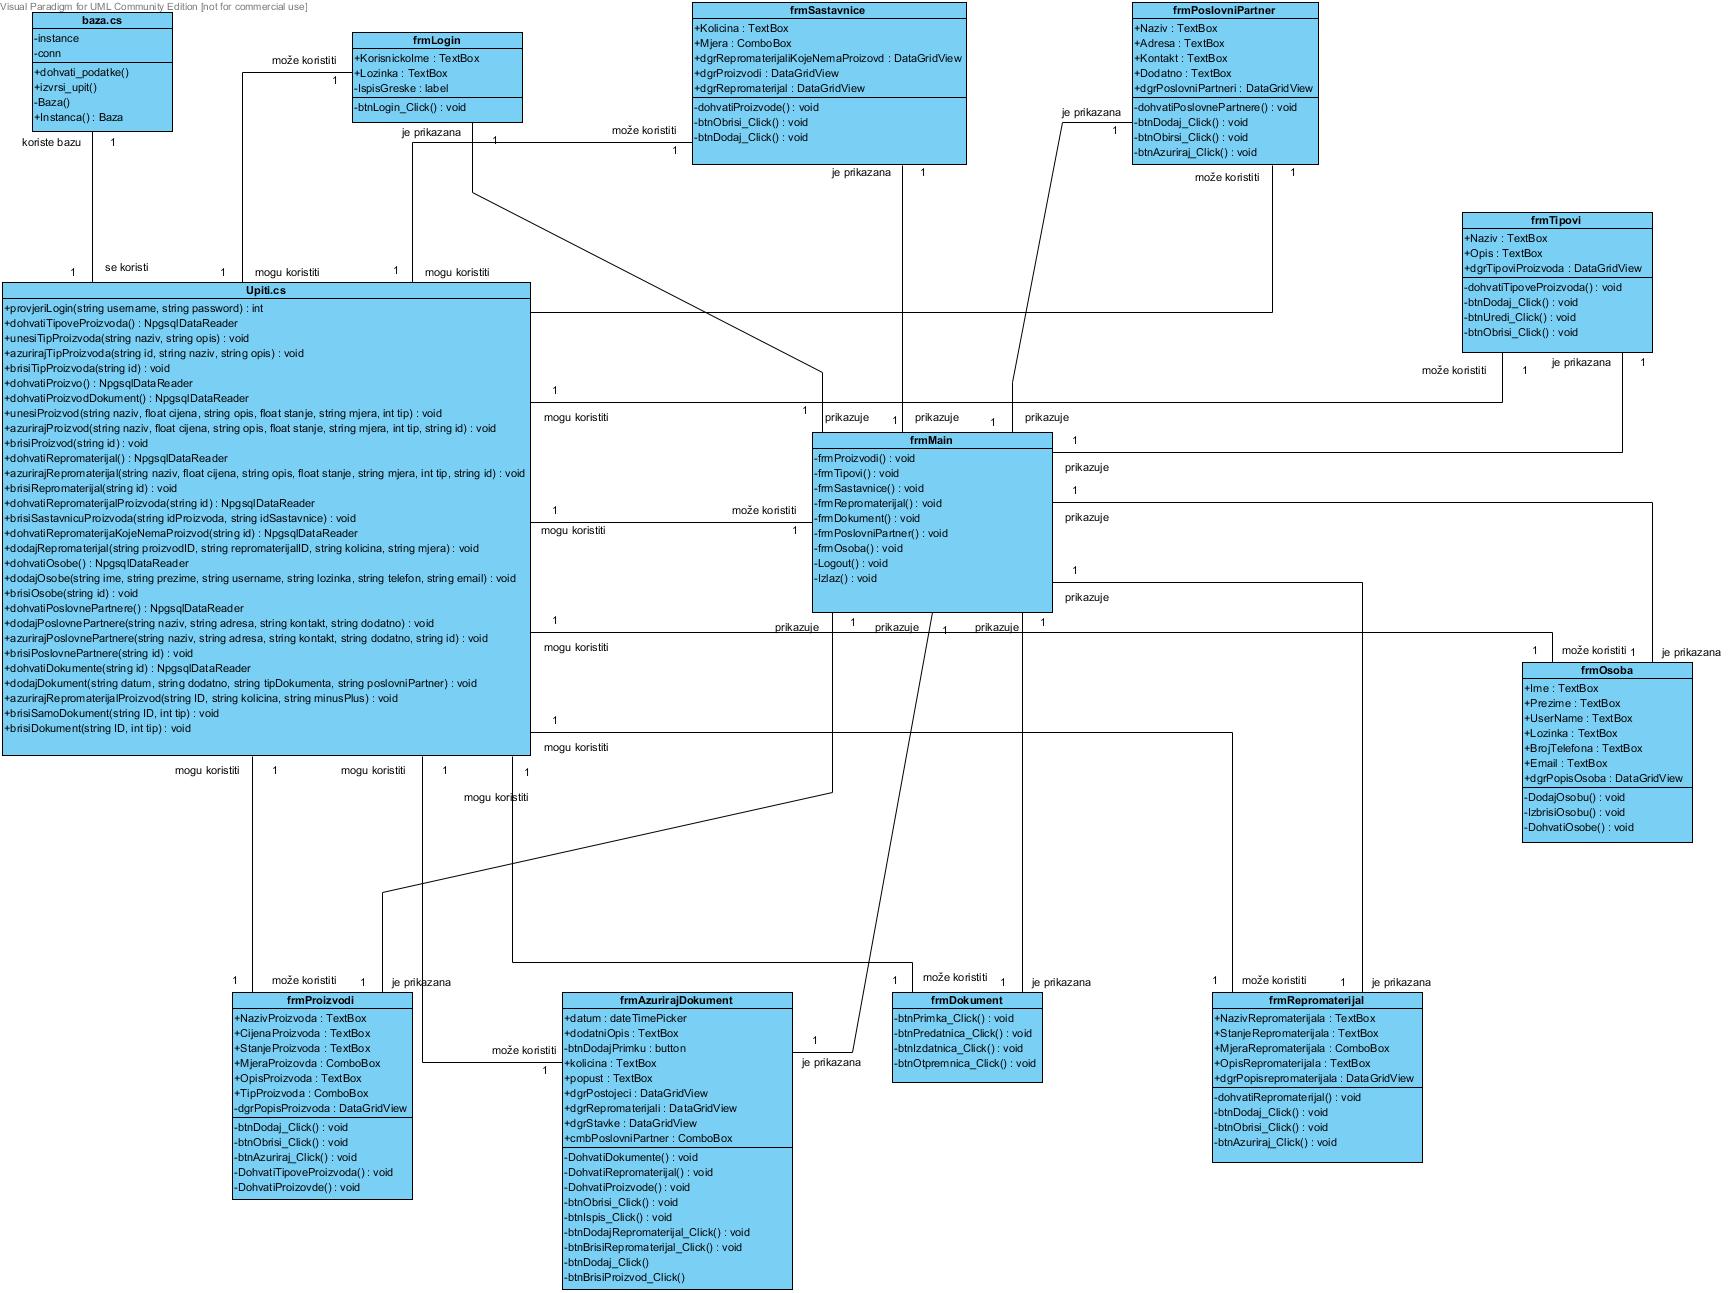 Visual Paradigm for UML Community Edition [not for commercial use]
baza.cs
-instance
-conn
+dohvati_podatke()
+izvrsi_upit()
-Baza()
+Instanca() : Baza
koriste bazu
1
1
se koristi
frmLogin
+KorisnickoIme : TextBox
+Lozinka : TextBox
-IspisGreske : label
-btnLogin_Click() : void
može koristiti
1
je prikazana
1
1
mogu koristiti
1
mogu koristiti
frmSastavnice
+Kolicina : TextBox
+Mjera : ComboBox
+dgrRepromaterijaliKojeNemaProizovd : DataGridView
+dgrProizvodi : DataGridView
+dgrRepromaterijal : DataGridView
-dohvatiProizvode() : void
-btnObrisi_Click() : void
-btnDodaj_Click() : void
može koristiti
1
je prikazana
1
frmPoslovniPartner
+Naziv : TextBox
+Adresa : TextBox
+Kontakt : TextBox
+Dodatno : TextBox
+dgrPoslovniPartneri : DataGridView
-dohvatiPoslovnePartnere() : void
-btnDodaj_Click() : void
-btnObirsi_Click() : void
-btnAzuriraj_Click() : void
je prikazana
1
može koristiti
1
frmTipovi
+Naziv : TextBox
+Opis : TextBox
+dgrTipoviProizvoda : DataGridView
-dohvatiTipoveProizvoda() : void
-btnDodaj_Click() : void
-btnUredi_Click() : void
-btnObrisi_Click() : void
može koristiti
1
je prikazana
1
Upiti.cs
+provjeriLogin(string username, string password) : int
+dohvatiTipoveProizvoda() : NpgsqlDataReader
+unesiTipProizvoda(string naziv, string opis) : void
+azurirajTipProizvoda(string id, string naziv, string opis) : void
+brisiTipProizvoda(string id) : void
+dohvatiProizvo() : NpgsqlDataReader
+dohvatiProizvodDokument() : NpgsqlDataReader
+unesiProizvod(string naziv, float cijena, string opis, float stanje, string mjera, int tip) : void
+azurirajProizvod(string naziv, float cijena, string opis, float stanje, string mjera, int tip, string id) : void
+brisiProizvod(string id) : void
+dohvatiRepromaterijal() : NpgsqlDataReader
+azurirajRepromaterijal(string naziv, float cijena, string opis, float stanje, string mjera, int tip, string id) : void
+brisiRepromaterijal(string id) : void
+dohvatiRepromaterijalProizvoda(string id) : NpgsqlDataReader
+brisiSastavnicuProizvoda(string idProizvoda, string idSastavnice) : void
+dohvatiRepromaterijaKojeNemaProizvod(string id) : NpgsqlDataReader
+dodajRepromaterijal(string proizvodID, string repromaterijalID, string kolicina, string mjera) : void
+dohvatiOsobe() : NpgsqlDataReader
+dodajOsobe(string ime, string prezime, string username, string lozinka, string telefon, string email) : void
+brisiOsobe(string id) : void
+dohvatiPoslovnePartnere() : NpgsqlDataReader
+dodajPoslovnePartnere(string naziv, string adresa, string kontakt, string dodatno) : void
+azurirajPoslovnePartnere(string naziv, string adresa, string kontakt, string dodatno, string id) : void
+brisiPoslovnePartnere(string id) : void
+dohvatiDokumente(string id) : NpgsqlDataReader
+dodajDokument(string datum, string dodatno, string tipDokumenta, string poslovniPartner) : void
+azurirajRepromaterijalProizvod(string ID, string kolicina, string minusPlus) : void
+brisiSamoDokument(string ID, int tip) : void
+brisiDokument(string ID, int tip) : void
1
mogu koristiti
1
mogu koristiti
1
mogu koristiti
1
mogu koristiti
mogu koristiti
1
mogu koristiti
1
1
mogu koristiti
1
prikazuje
1
prikazuje
1
prikazuje
frmMain
-frmProizvodi() : void
-frmTipovi() : void
-frmSastavnice() : void
-frmRepromaterijal() : void
-frmDokument() : void
-frmPoslovniPartner() : void
-frmOsoba() : void
-Logout() : void
-Izlaz() : void
može koristiti
1
1
prikazuje
1
prikazuje
1
prikazuje
prikazuje
1
prikazuje
1
prikazuje
1
1
može koristiti
1
je prikazana
frmOsoba
+Ime : TextBox
+Prezime : TextBox
+UserName : TextBox
+Lozinka : TextBox
+BrojTelefona : TextBox
+Email : TextBox
+dgrPopisOsoba : DataGridView
-DodajOsobu() : void
-IzbrisiOsobu() : void
-DohvatiOsobe() : void
1
može koristiti
1
je prikazana
frmProizvodi
+NazivProizvoda : TextBox
+CijenaProizvoda : TextBox
+StanjeProizvoda : TextBox
+MjeraProizovda : ComboBox
+OpisProizvoda : TextBox
+TipProizvoda : ComboBox
-dgrPopisProizvoda : DataGridView
-btnDodaj_Click() : void
-btnObrisi_Click() : void
-btnAzuriraj_Click() : void
-DohvatiTipoveProizvoda() : void
-DohvatiProizovde() : void
može koristiti
1
frmAzurirajDokument
+datum : dateTimePicker
+dodatniOpis : TextBox
-btnDodajPrimku : button
+kolicina : TextBox
+popust : TextBox
+dgrPostojeci : DataGridView
+dgrRepromaterijali : DataGridView
+dgrStavke : DataGridView
+cmbPoslovniPartner : ComboBox
-DohvatiDokumente() : void
-DohvatiRepromaterijal() : void
-DohvatiProizvode() : void
-btnObrisi_Click() : void
-btnIspis_Click() : void
-btnDodajRepromaterijal_Click() : void
-btnBrisiRepromaterijal_Click() : void
-btnDodaj_Click()
-btnBrisiProizvod_Click()
1
je prikazana
1
može koristiti
1
je prikazana
frmDokument
-btnPrimka_Click() : void
-btnPredatnica_Click() : void
-btnIzdatnica_Click() : void
-btnOtpremnica_Click() : void
1
može koristiti
1
je prikazana
frmRepromaterijal
+NazivRepromaterijala : TextBox
+StanjeRepromaterijala : TextBox
+MjeraRepromaterijala : ComboBox
+OpisRepromaterijala : TextBox
+dgrPopisrepromaterijala : DataGridView
-dohvatiRepromaterijal() : void
-btnDodaj_Click() : void
-btnObrisi_Click() : void
-btnAzuriraj_Click() : void